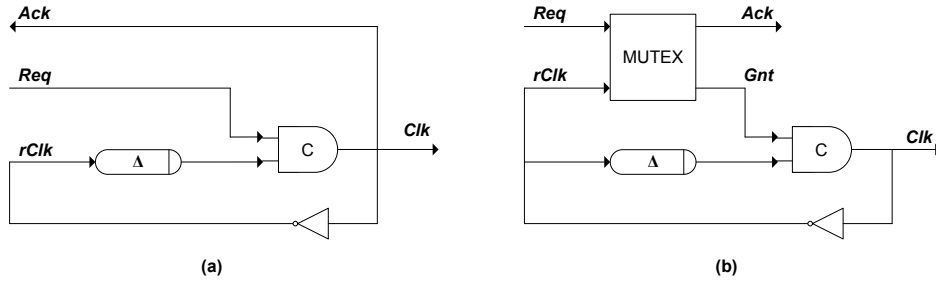 Ack
Req
rClk
Δ
C
Clk
(a)
Req
Ack
MUTEX
rClk
Gnt
Δ
C
Clk
(b)